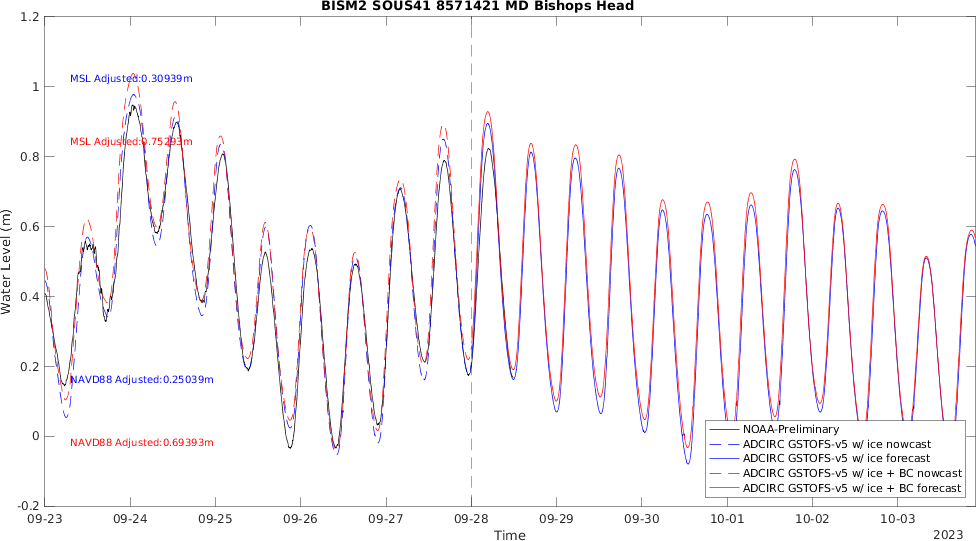 BISM2 SOUS41 8571421 MD Bishops Head
1.2
1
0.8
0.6
0.4
0.2
0
-0.2
Water Level (m)
MSL Adjusted:0.30939m
MSL Adjusted:0.75293m
NAVD88 Adjusted:0.25039m
NAVD88 Adjusted:0.69393m
NOAA-Preliminary
ADCIRC GSTOFS-v5 w/ ice nowcast
ADCIRC GSTOFS-v5 w/ ice forecast
ADCIRC GSTOFS-v5 w/ ice + BC nowcast
ADCIRC GSTOFS-v5 w/ ice + BC forecast
09-23 09-24 09-25 09-26 09-27 09-28 09-29 09-30 10-01 10-02 10-03
Time
2023